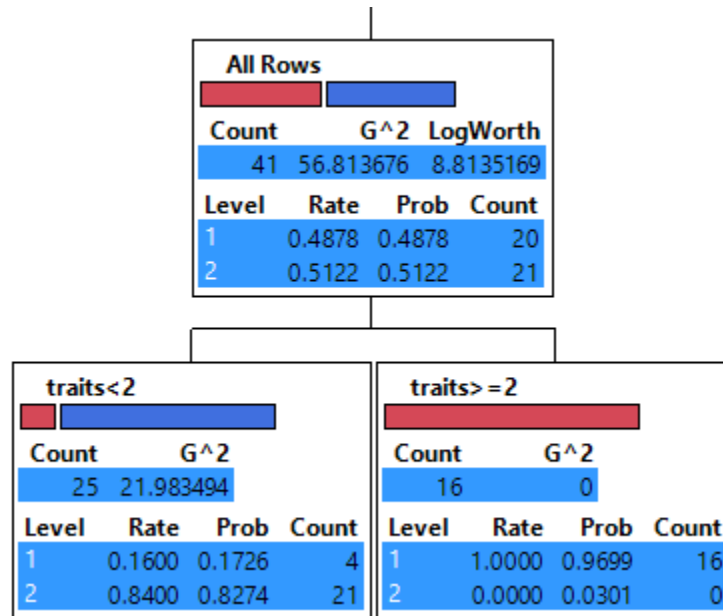 All Rows
Count G^2 LogWorth
41 56.813676 8.8135169
Level Rate Prob Count
1 0.4878 0.4878 20
2 0.5122 0.5122 21
traits<2
Count G^2
25 21.983494
Level Rate Prob Count
1 0.1600 0.1726 4
2 0.8400 0.8274 21
traits>=2
Count G^2
16 0
Level Rate Prob Count
1 1.0000 0.9699 16
2 0.0000 0.0301 0